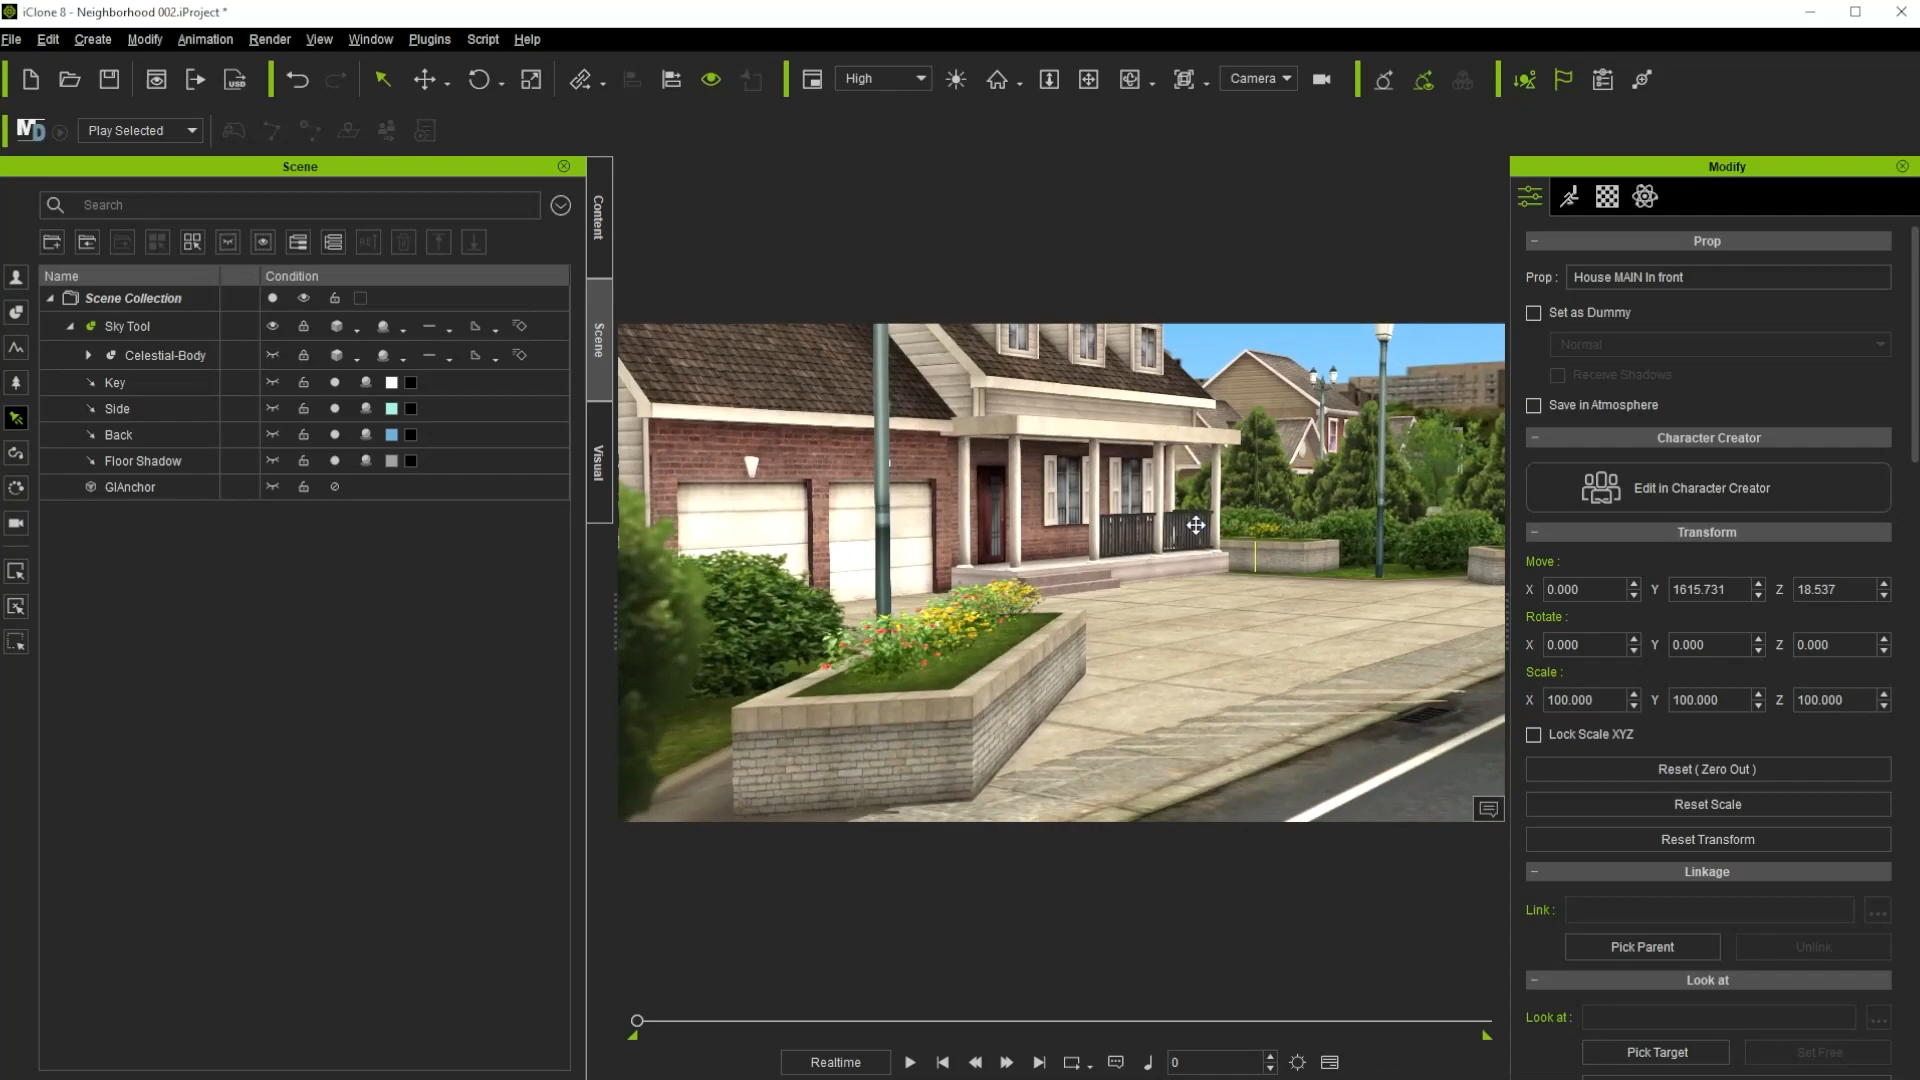 iClone 8 - Neighborhood 002.iProject *
File Edit Create Modify Animation Render View Window Plugins Script Help
USD High Camera
MD Play Selected
Scene
Search
Name Condition
Scene Collection
Sky Tool
Celestial-Body
Key
Side
Back
Floor Shadow
GIAnchor
Content
Scene
Visual
Realtime 0
Modify
Prop
Prop : House MAIN In front
Set as Dummy
Normal
Receive Shadows
Save in Atmosphere
Character Creator
Edit in Character Creator
Transform
Move :
X 0.000 Y 1615.731 Z 18.537
Rotate :
X 0.000 Y 0.000 Z 0.000
Scale :
X 100.000 Y 100.000 Z 100.000
Lock Scale XYZ
Reset ( Zero Out )
Reset Scale
Reset Transform
Linkage
Link : ...
Pick Parent Unlink
Look at
Look at : ...
Pick Target Set Free